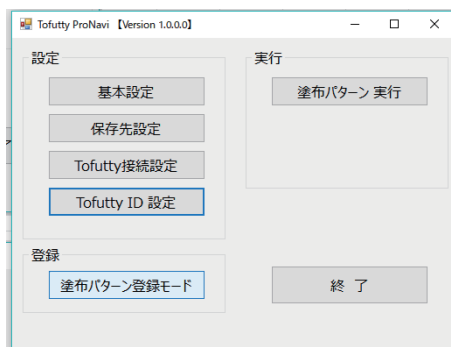 Tofutty ProNavi 【Version 1.0.0.0】
設定
基本設定
保存先設定
Tofutty接続設定
Tofutty ID 設定
登録
塗布パターン登録モード
実行
塗布パターン 実行
終 了